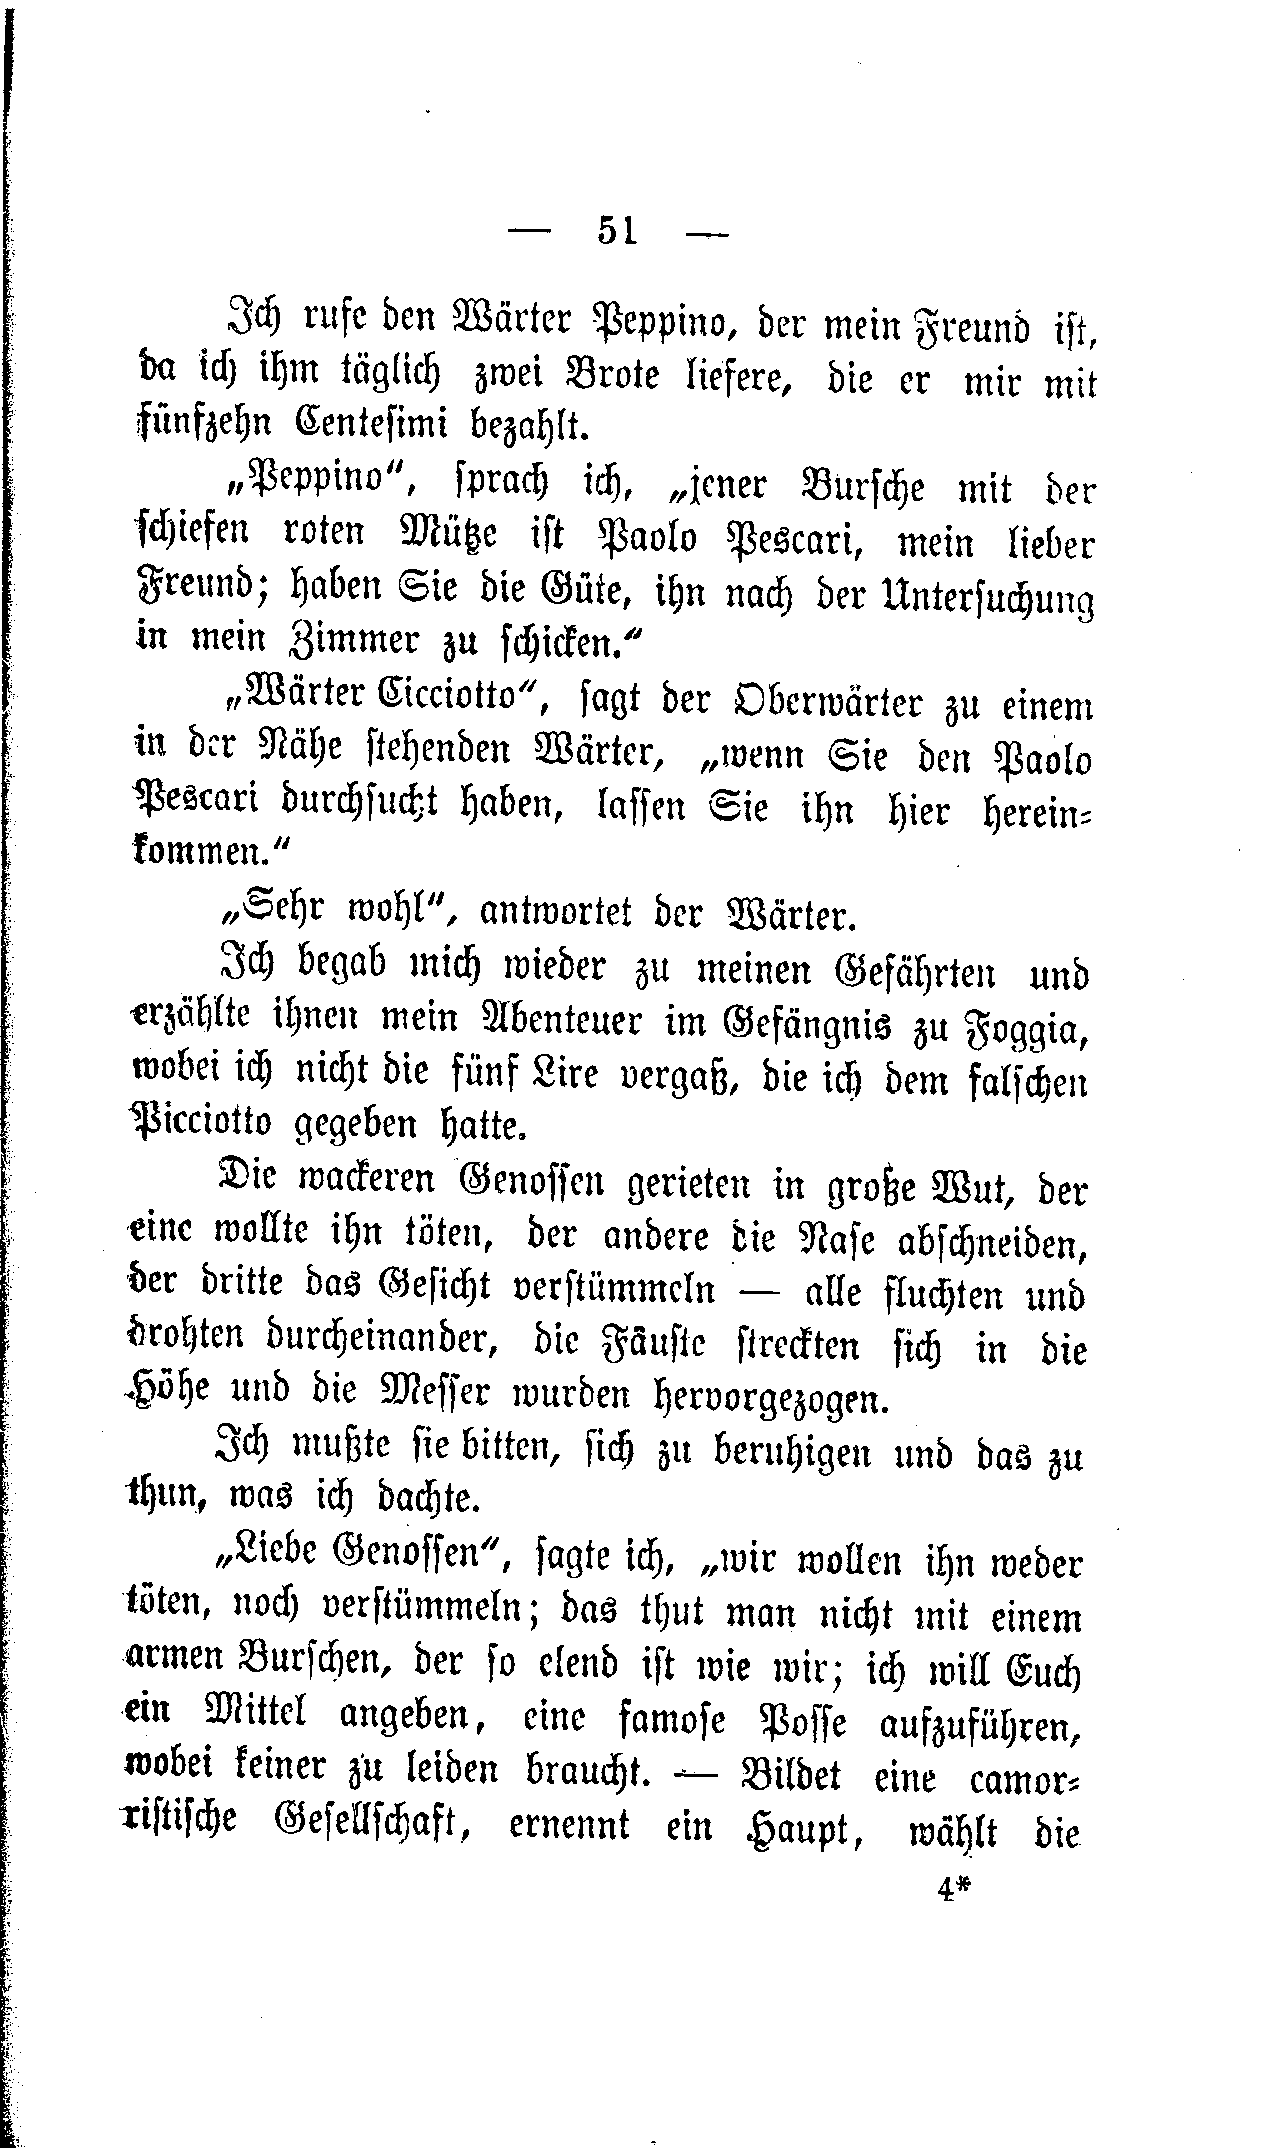 — 51 —
Ich rufe den Wärter Peppino, der mein Freund ist,
da ich ihm täglich zwei Brote liefere, die er mir mit
fünfzehn Centesimi bezahlt.
„Peppino“, sprach ich, „jener Bursche mit der
schiefen roten Mütze ist Paolo Pescari, mein lieber
Freund; haben Sie die Güte, ihn nach der Untersuchung
in mein Zimmer zu schicken.“
„Wärter Cicciotto“, sagt der Oberwärter zu einem
in der Nähe stehenden Wärter, „wenn Sie den Paolo
Pescari durchsucht haben, lassen Sie ihn hier herein-
kommen.“
„Sehr wohl“, antwortet der Wärter.
Ich begab mich wieder zu meinen Gefährten und
erzählte ihnen mein Abenteuer im Gefängnis zu Foggia,
wobei ich nicht die fünf Lire vergaß, die ich dem falschen
Picciotto gegeben hatte.
Die wackeren Genossen gerieten in große Wut, der
eine wollte ihn töten, der andere die Nase abschneiden,
der dritte das Gesicht verstümmeln — alle fluchten und
drohten durcheinander, die Fäuste streckten sich in die
Höhe und die Messer wurden hervorgezogen.
Ich mußte sie bitten, sich zu beruhigen und das zu
thun, was ich dachte.
„Liebe Genossen“, sagte ich, „wir wollen ihn weder
töten, noch verstümmeln; das thut man nicht mit einem
armen Burschen, der so elend ist wie wir; ich will Euch
ein Mittel angeben, eine famose Posse aufzuführen,
wobei keiner zu leiden braucht. — Bildet eine camor-
ristische Gesellschaft, ernennt ein Haupt, wählt die
4*